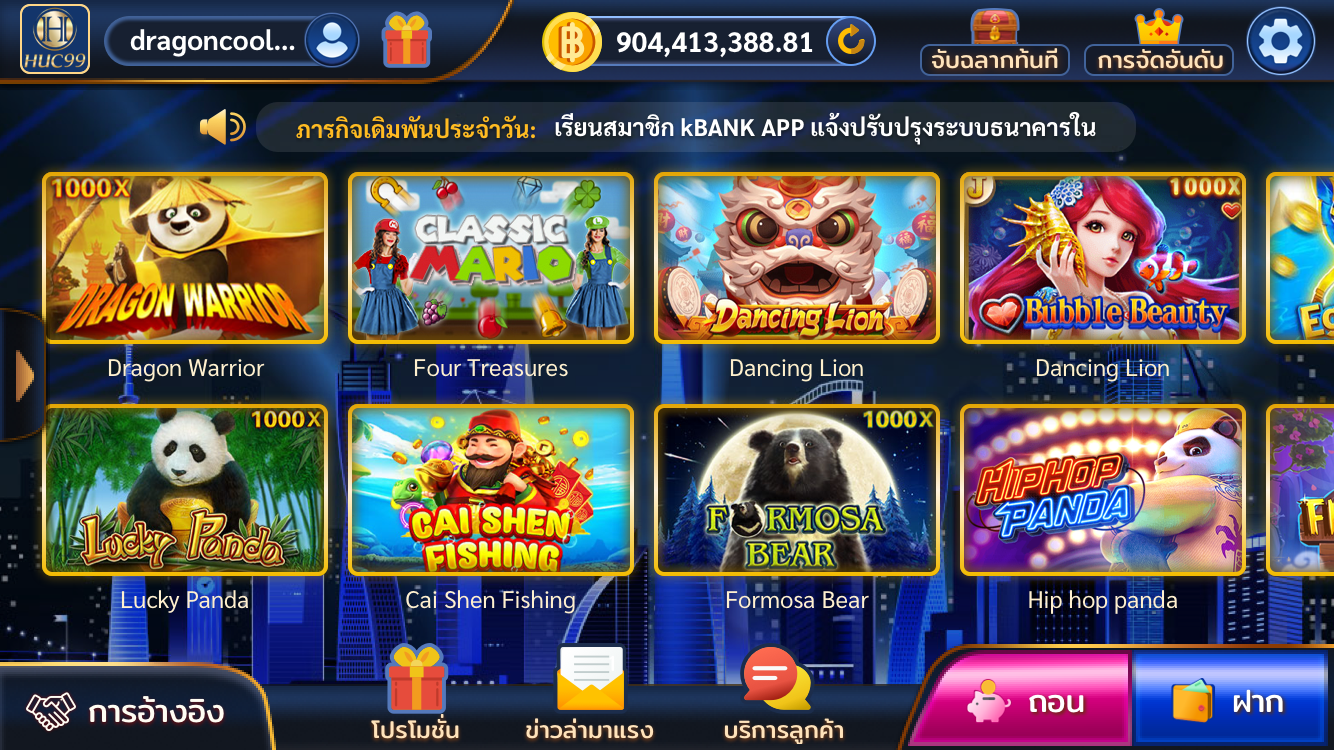 HUC99
dragoncool...
904,413,388.81
จับฉลากทันที
การจัดอันดับ
ภารกิจเดิมพันประจำวัน: เรียนสมาชิก kBANK APP แจ้งปรับปรุงระบบธนาคารใน
1000X
DRAGON WARRIOR
CLASSIC
MARIO
Dancing Lion
J
1000X
Bubble Beauty
Dragon Warrior
Four Treasures
Dancing Lion
Dancing Lion
1000X
Lucky Panda
CAI SHEN
FISHING
1000X
FORMOSA
BEAR
HIPHOP
PANDA
Lucky Panda
Cai Shen Fishing
Formosa Bear
Hip hop panda
การอ้างอิง
โปรโมชั่น
ข่าวล่ามาแรง
บริการลูกค้า
ถอน
ฝาก